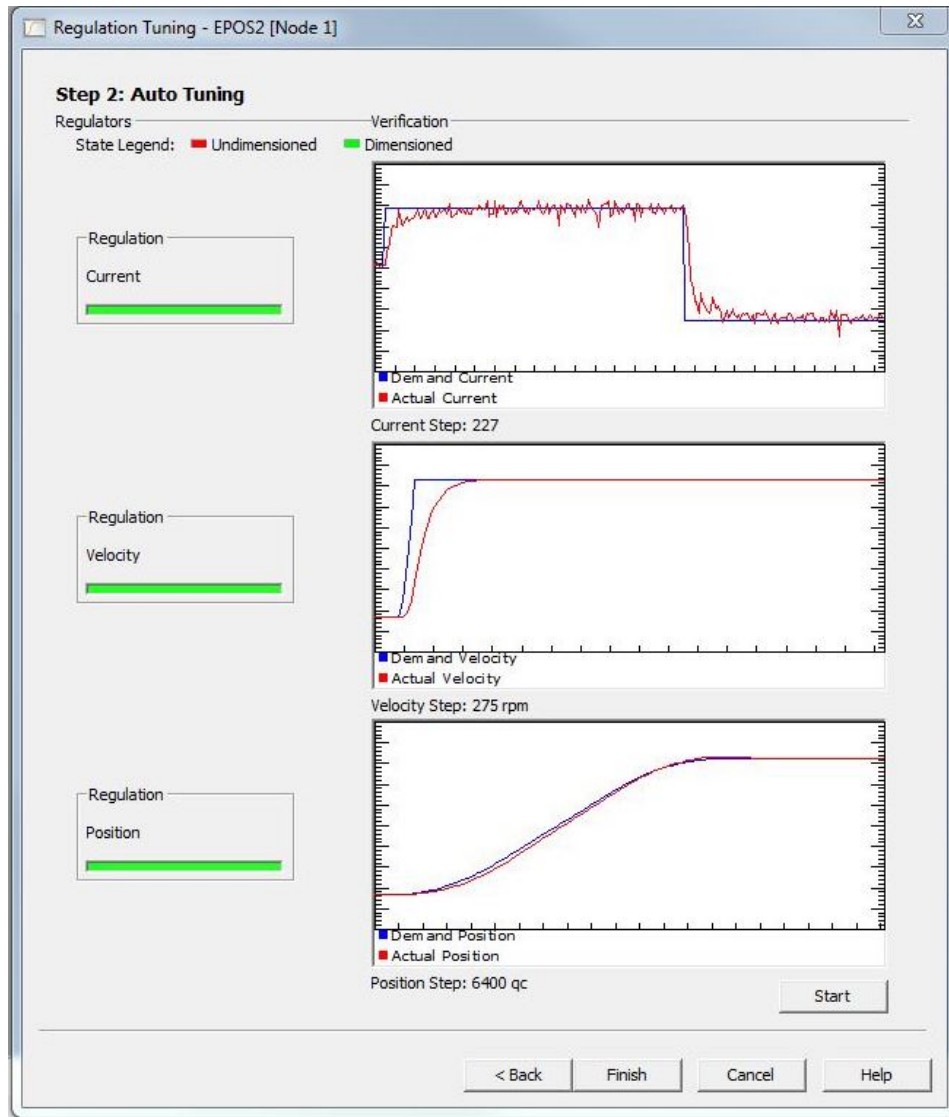 Regulation Tuning - EPOS2 [Node 1]
Step 2: Auto Tuning
Regulators
Verification
State Legend: Undimensioned Dimensioned
Regulation
Current
Demand Current
Actual Current
Current Step: 227
Regulation
Velocity
Demand Velocity
Actual Velocity
Velocity Step: 275 rpm
Regulation
Position
Demand Position
Actual Position
Position Step: 6400 qc
Start
< Back
Finish
Cancel
Help